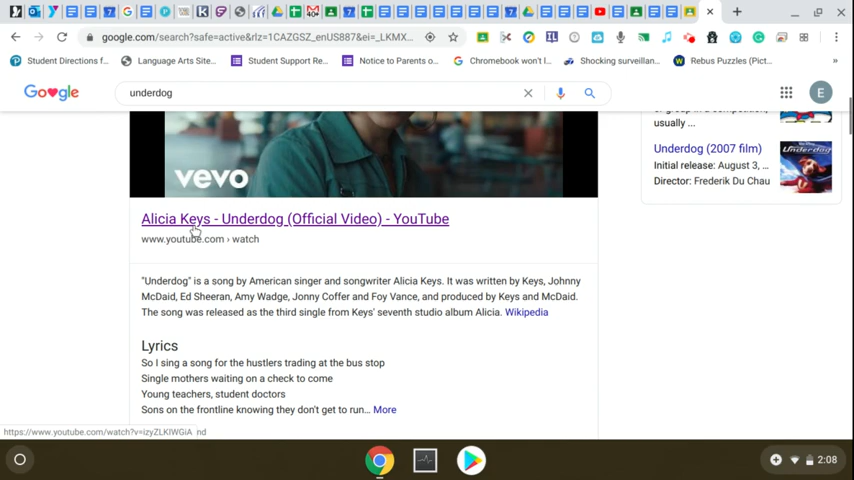 google.com/search?safe=active&rlz=1CAZGSZ_enUS887&ei=_LKMX...
Student Directions f...
Language Arts Site...
Student Support Re...
Notice to Parents o...
Chromebook won't l...
Shocking surveillan...
Rebus Puzzles (Pict...
»
underdog
E
vevo
or group in a competition,
usually ...
Underdog (2007 film)
Initial release: August 3, ...
Director: Frederik Du Chau
Alicia Keys - Underdog (Official Video) - YouTube
www.youtube.com › watch
"Underdog" is a song by American singer and songwriter Alicia Keys. It was written by Keys, Johnny
McDaid, Ed Sheeran, Amy Wadge, Jonny Coffer and Foy Vance, and produced by Keys and McDaid.
The song was released as the third single from Keys' seventh studio album Alicia. Wikipedia
Lyrics
So I sing a song for the hustlers trading at the bus stop
Single mothers waiting on a check to come
Young teachers, student doctors
Sons on the frontline knowing they don't get to run... More
https://www.youtube.com/watch?v=izyZLKIWGiA
2:08